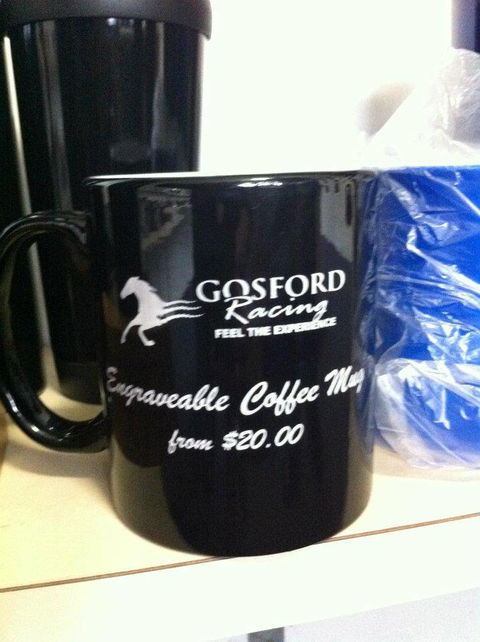 GOSFORD
Racing
FEEL THE EXPERIENCE
Engraveable Coffee Mug
from $20.00